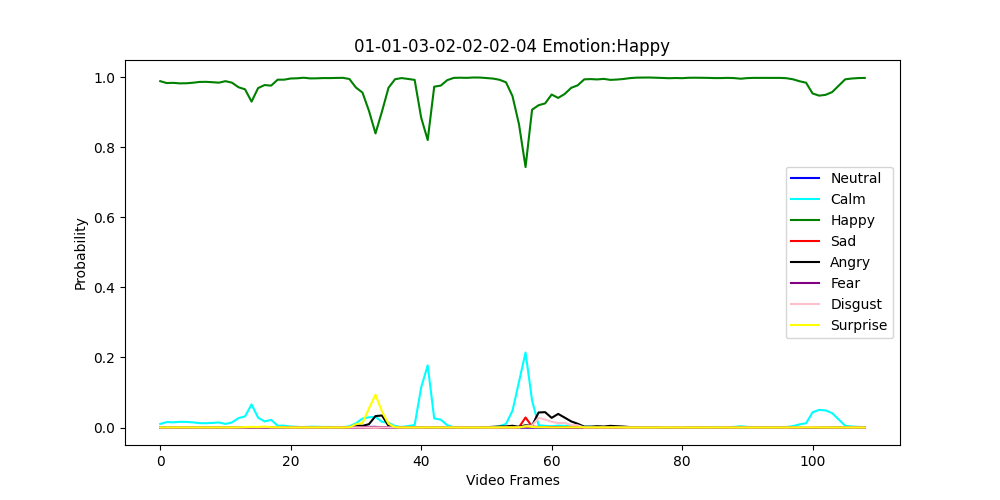 01-01-03-02-02-02-04 Emotion:Happy
Probability
1.0
0.8
0.6
0.4
0.2
0.0
Neutral
Calm
Happy
Sad
Angry
Fear
Disgust
Surprise
0 20 40 60 80 100
Video Frames